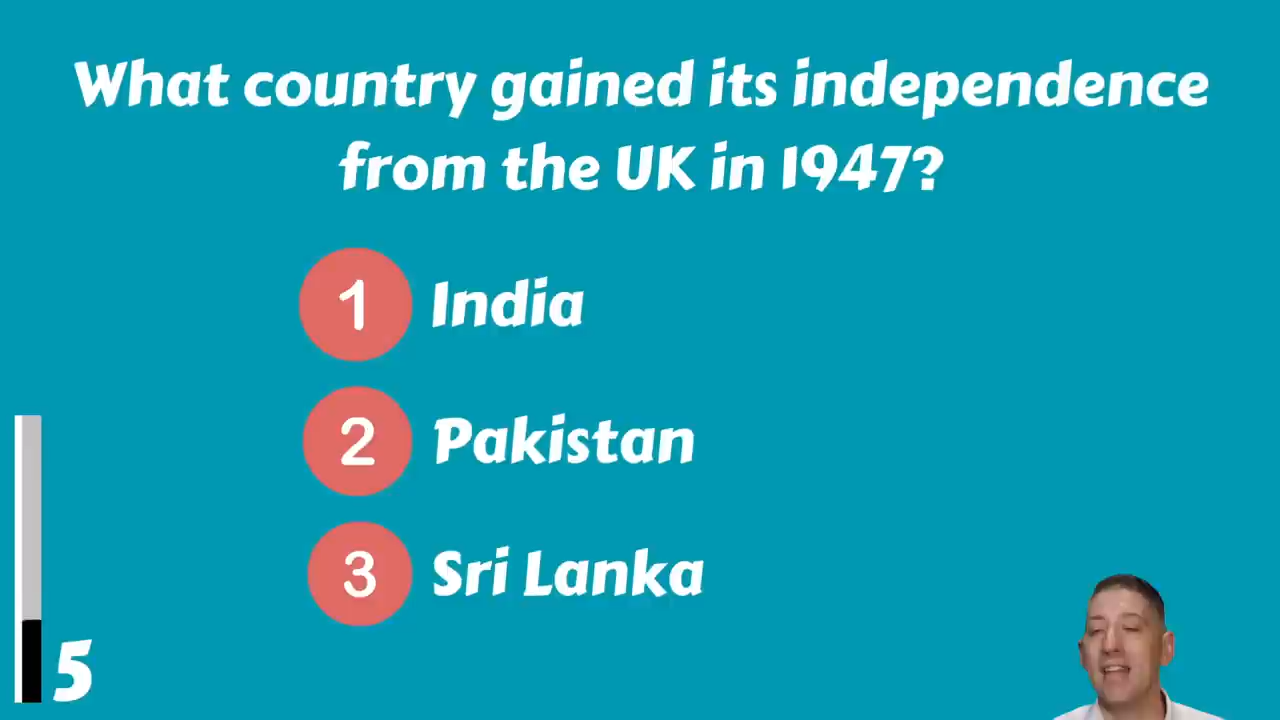 What country gained its independence
from the UK in 1947?
1 India
2 Pakistan
3 Sri Lanka
5